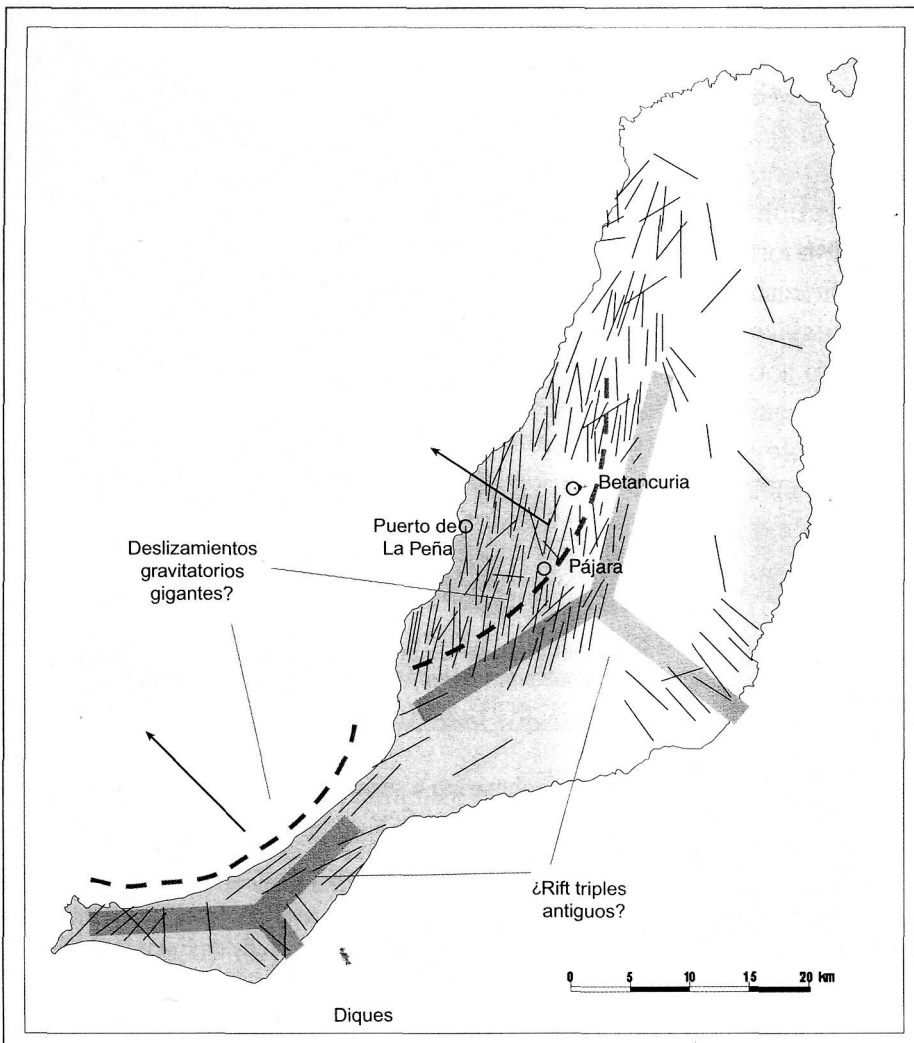 Betancuria
Puerto de
La Peña
Pájara
Deslizamientos
gravitatorios
gigantes?
¿Rift triples
antiguos?
0 5 10 15 20 km
Diques